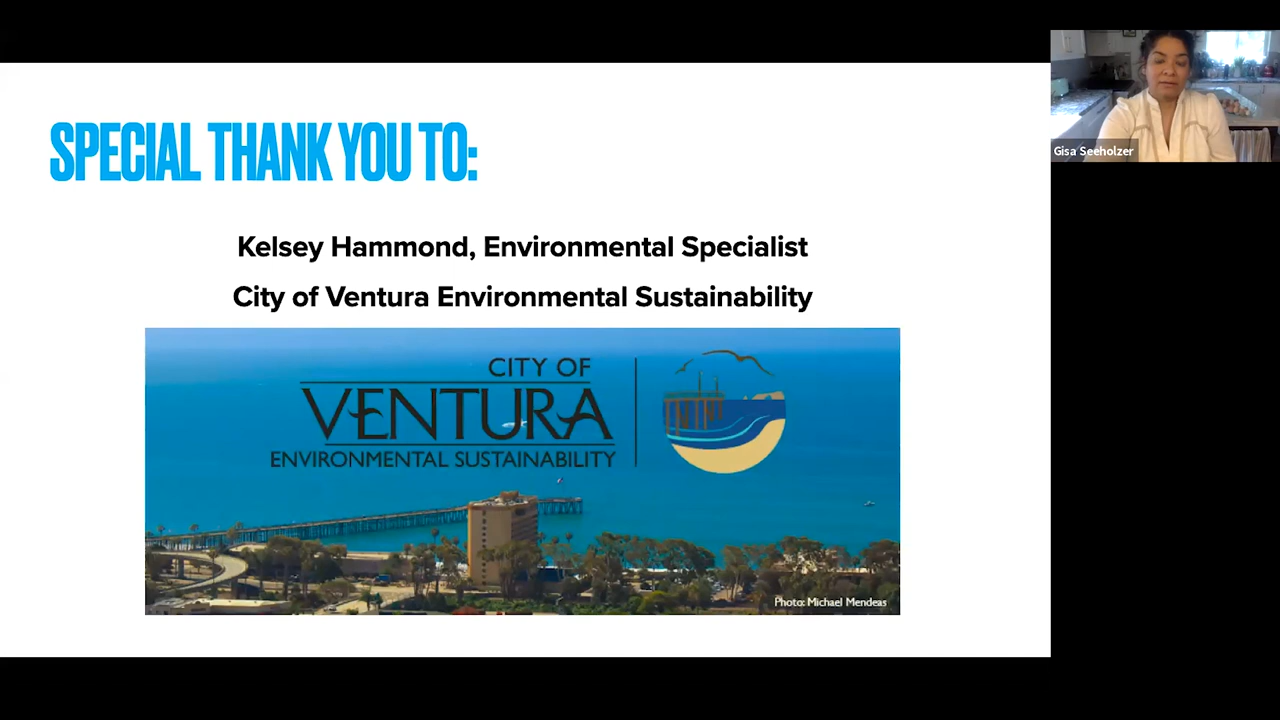 SPECIAL THANK YOU TO:
Kelsey Hammond, Environmental Specialist
City of Ventura Environmental Sustainability
CITY OF
VENTURA
ENVIRONMENTAL SUSTAINABILITY
Photo: Michael Mendeas
Gisa Seeholzer